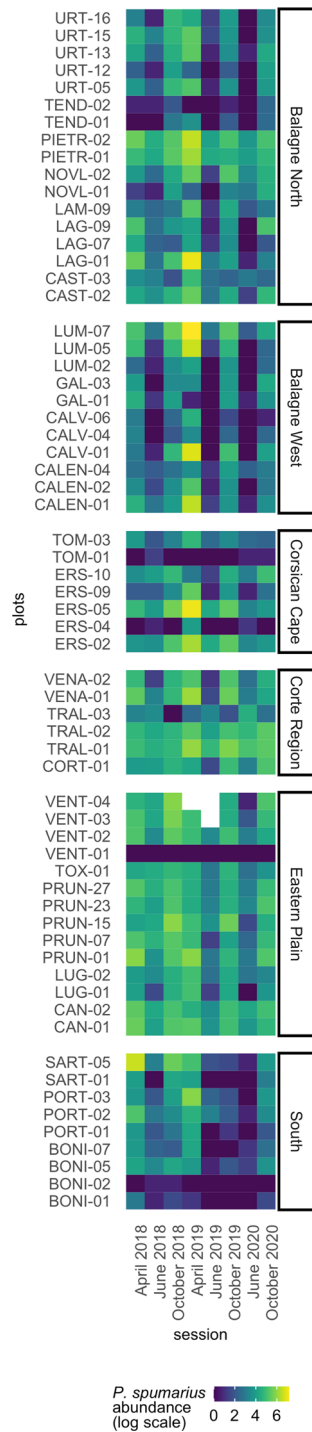 URT-16
URT-15
URT-13
URT-12
URT-05
TEND-02
TEND-01
PIETR-02
PIETR-01
NOVL-02
NOVL-01
LAM-09
LAG-09
LAG-07
LAG-01
CAST-03
CAST-02
Balagne North
LUM-07
LUM-05
LUM-02
GAL-03
GAL-01
CALV-06
CALV-04
CALV-01
CALEN-04
CALEN-02
CALEN-01
Balagne West
TOM-03
TOM-01
ERS-10
ERS-09
ERS-05
ERS-04
ERS-02
Corsican Cape
plots
VENA-02
VENA-01
TRAL-03
TRAL-02
TRAL-01
CORT-01
Corte Region
VENT-04
VENT-03
VENT-02
VENT-01
TOX-01
PRUN-27
PRUN-23
PRUN-15
PRUN-07
PRUN-01
LUG-02
LUG-01
CAN-02
CAN-01
Eastern Plain
SART-05
SART-01
PORT-03
PORT-02
PORT-01
BONI-07
BONI-05
BONI-02
BONI-01
South
April 2018
June 2018
October 2018
April 2019
June 2019
October 2019
June 2020
October 2020
session
P. spumarius
abundance
(log scale)
0 2 4 6